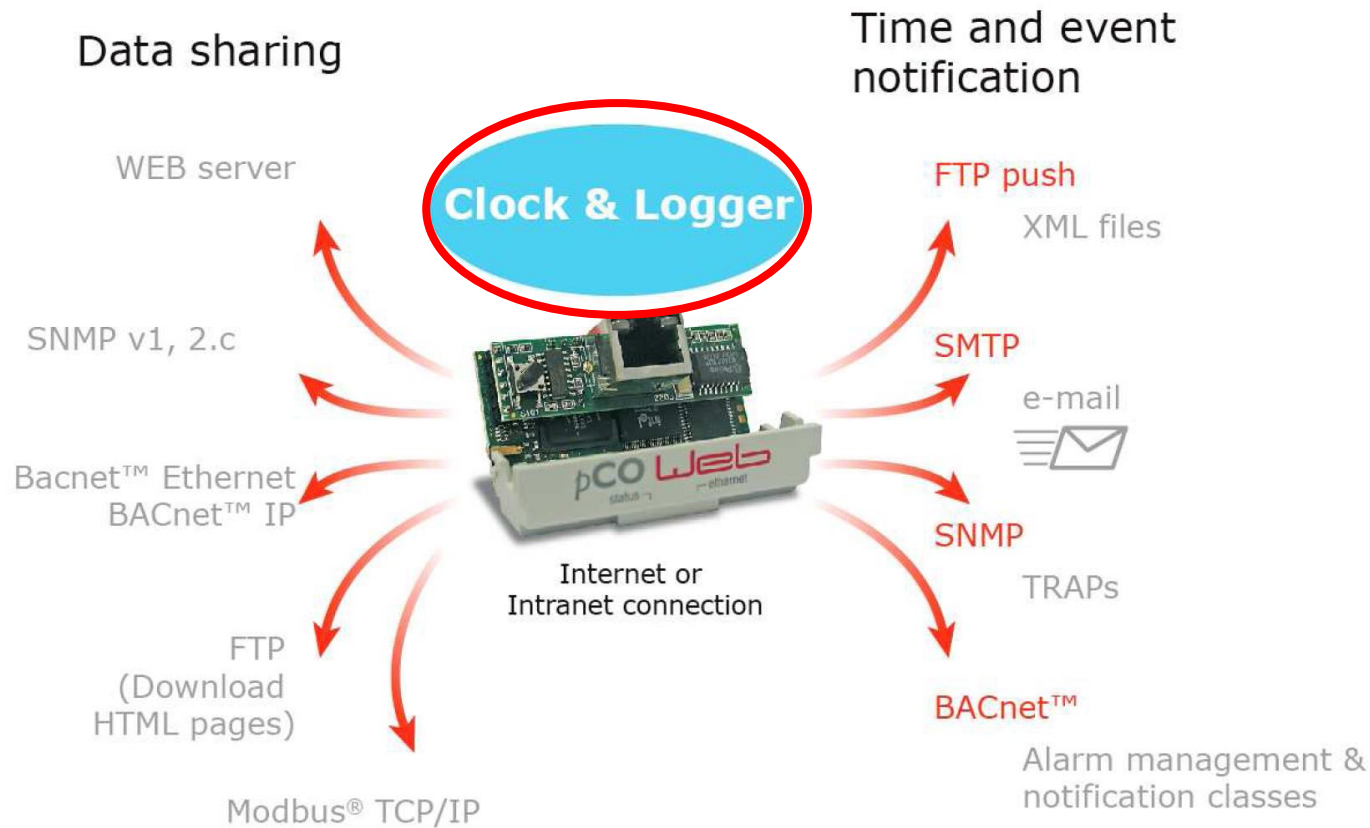 Data sharing
Time and event
notification
WEB server
Clock & Logger
FTP push
XML files
SNMP v1, 2.c
SMTP
e-mail
Bacnet™ Ethernet
BACnet™ IP
pCO Web
status
ethernet
SNMP
TRAPs
Internet or
Intranet connection
FTP
(Download
HTML pages)
BACnet™
Alarm management &
notification classes
Modbus® TCP/IP